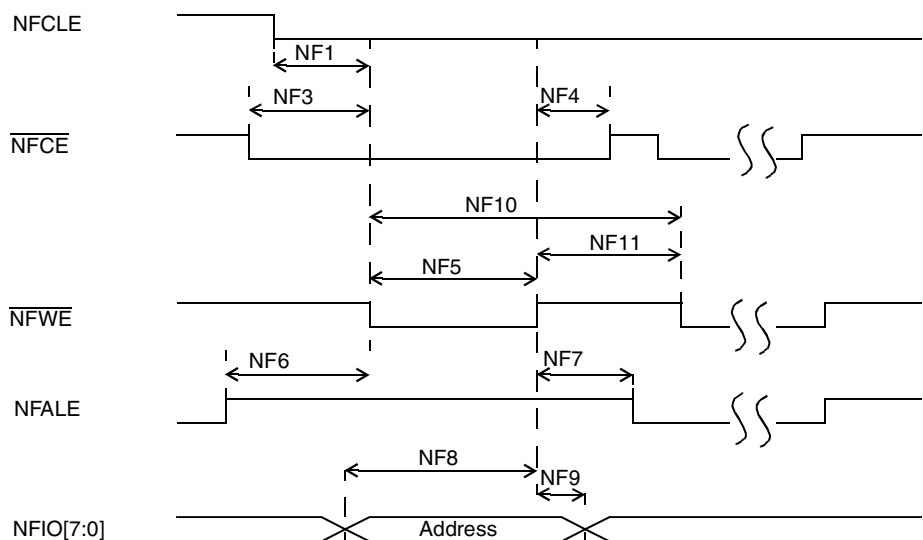 NFCLE
NF1
NF3
NF4
NFCE
NF10
NF11
NF5
NFWE
NF6
NF7
NFALE
NF8
NF9
NFIO[7:0]
Address